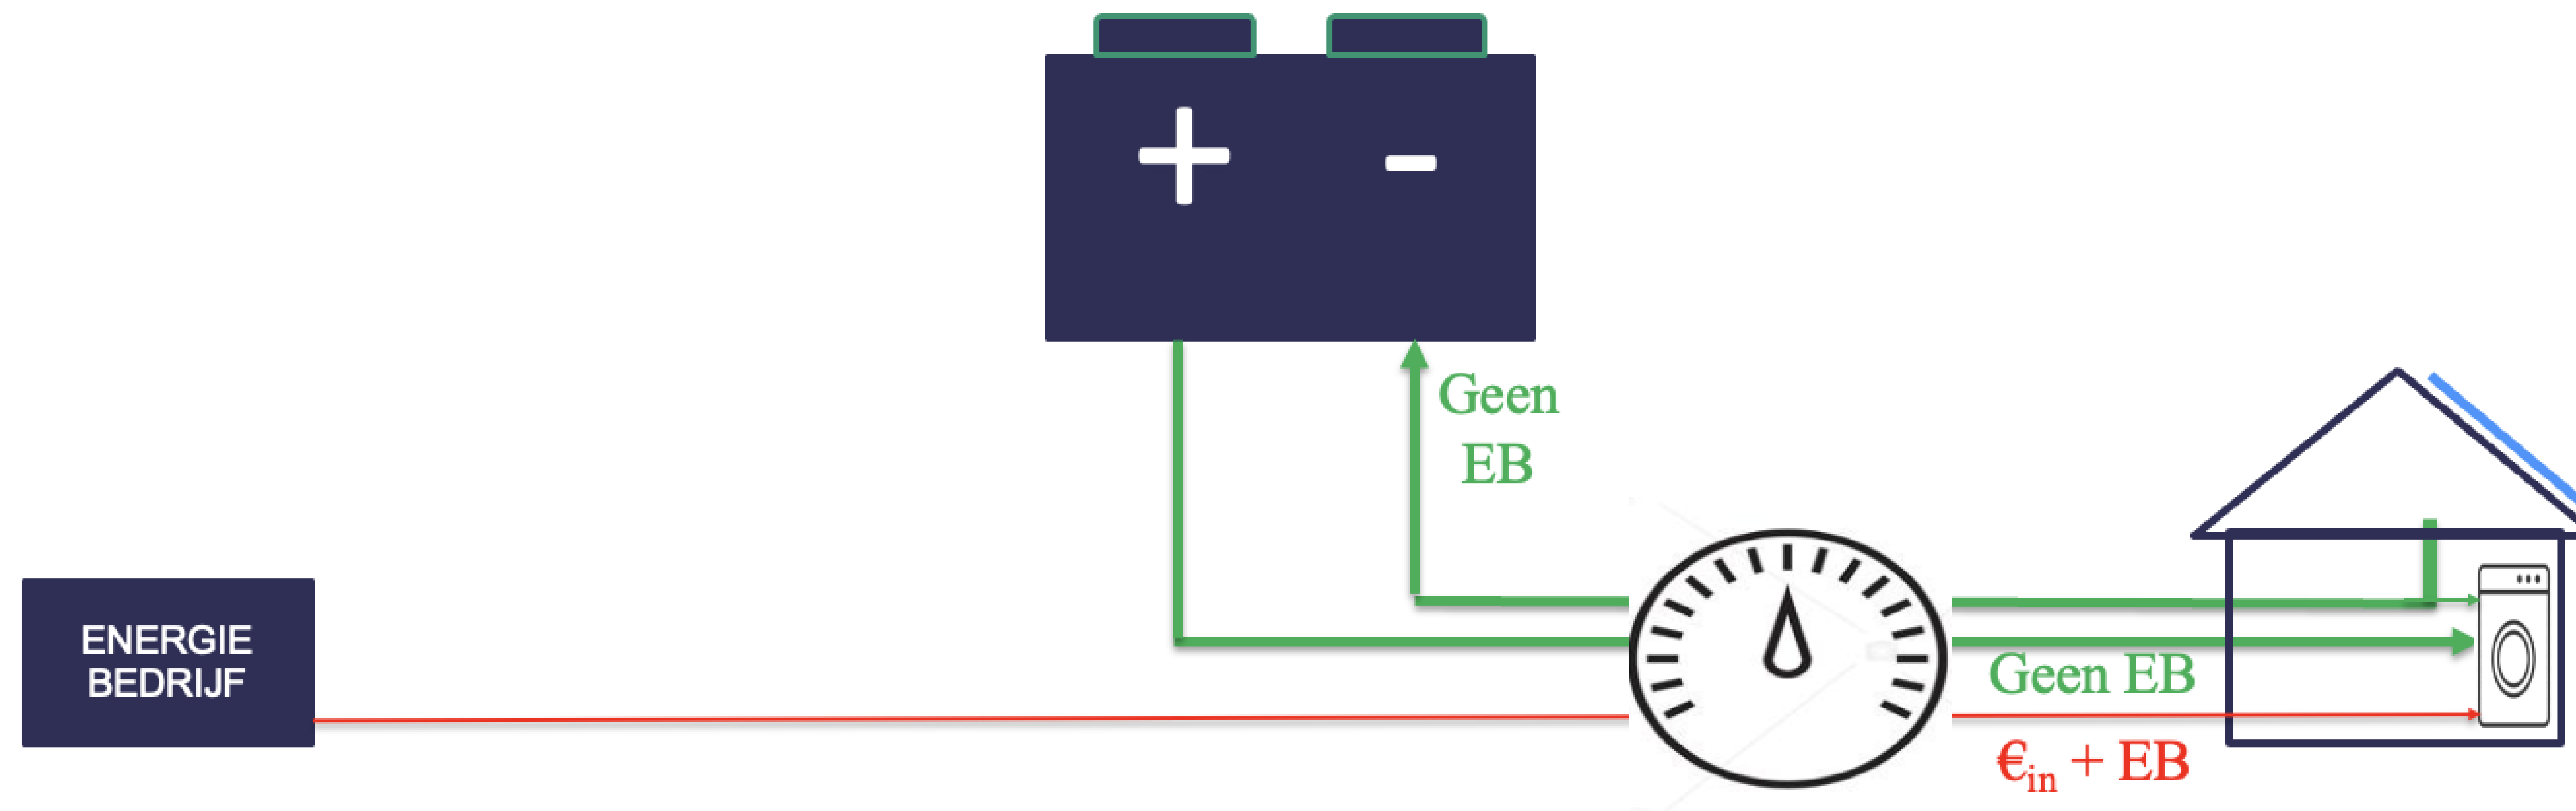 + -
Geen
EB
ENERGIE
BEDRIJF
Geen EB
€in + EB